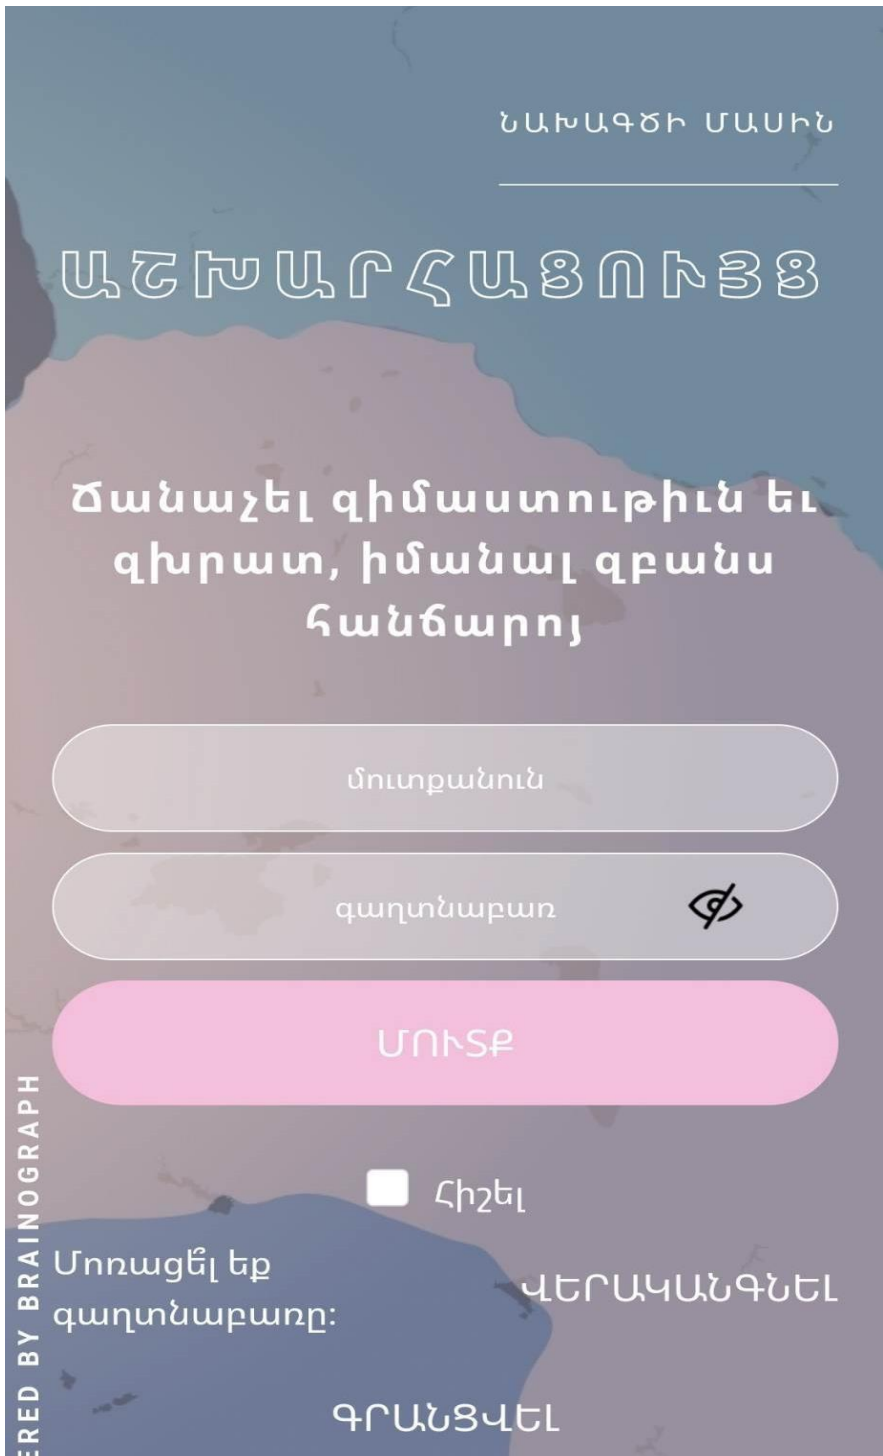 ՆԱԽԱԳԾԻ ՄԱՍԻՆ
ԱՇԽԱՐՀԱՑՈՒՅՑ
Ճանաչել զիմաստութիւն եւ
զխրատ, իմանալ զբանս
հանճարոյ
մուտքանուն
գաղտնաբառ
ՄՈՒՏՔ
Հիշել
Մոռացե՞լ եք
գաղտնաբառը։
ՎԵՐԱԿԱՆԳՆԵԼ
ԳՐԱՆՑՎԵԼ
ERED BY BRAINOGRAPH